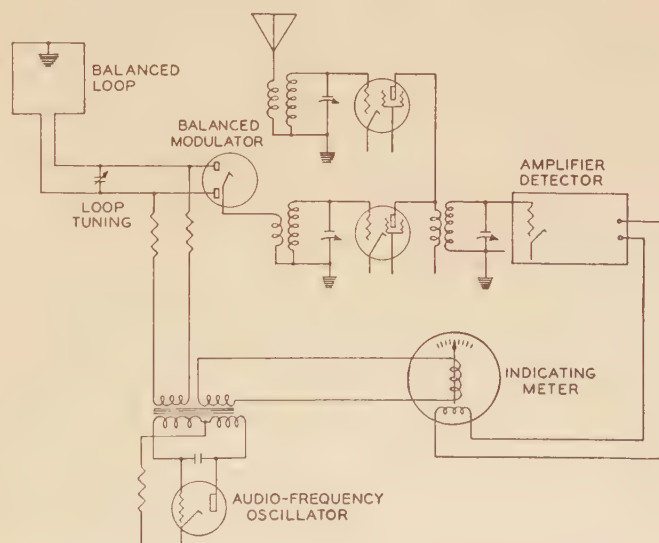 BALANCED
LOOP
BALANCED
MODULATOR
LOOP
TUNING
AMPLIFIER
DETECTOR
INDICATING
METER
AUDIO-FREQUENCY
OSCILLATOR